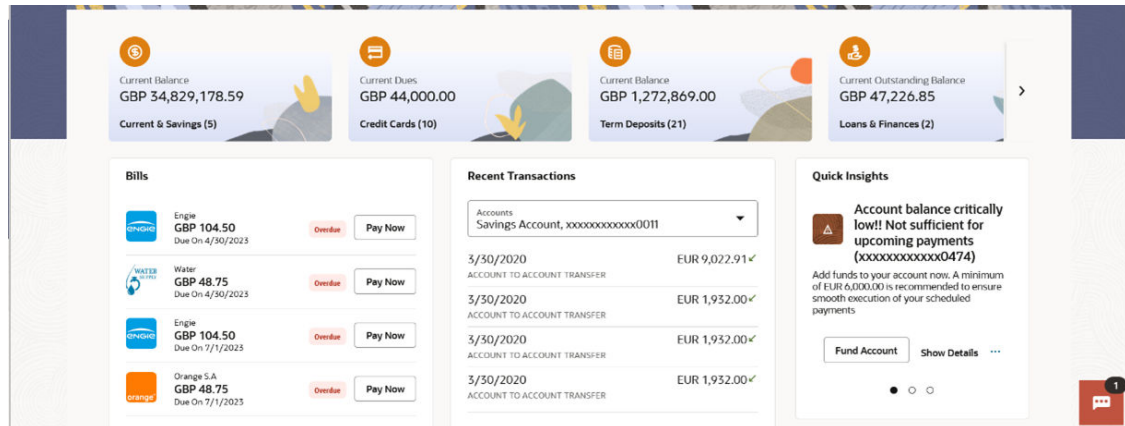 Current Balance
GBP 34,829,178.59
Current & Savings (5)
Current Dues
GBP 44,000.00
Credit Cards (10)
Current Balance
GBP 1,272,869.00
Term Deposits (21)
Current Outstanding Balance
GBP 47,226.85
Loans & Finances (2)
Bills
ENGIE
Engie
GBP 104.50
Due On 4/30/2023
Overdue
Pay Now
WATER
SUPPLY
Water
GBP 48.75
Due On 4/30/2023
Overdue
Pay Now
ENGIE
Engie
GBP 104.50
Due On 7/1/2023
Overdue
Pay Now
orange
Orange S.A
GBP 48.75
Due On 7/1/2023
Overdue
Pay Now
Recent Transactions
Accounts
Savings Account, xxxxxxxxxxxx0011
3/30/2020 EUR 9,022.91
ACCOUNT TO ACCOUNT TRANSFER
3/30/2020 EUR 1,932.00
ACCOUNT TO ACCOUNT TRANSFER
3/30/2020 EUR 1,932.00
ACCOUNT TO ACCOUNT TRANSFER
3/30/2020 EUR 1,932.00
ACCOUNT TO ACCOUNT TRANSFER
Quick Insights
Account balance critically
low!! Not sufficient for
upcoming payments
(xxxxxxxxxxxx0474)
Add funds to your account now. A minimum
of EUR 6,000.00 is recommended to ensure
smooth execution of your scheduled
payments
Fund Account
Show Details
1